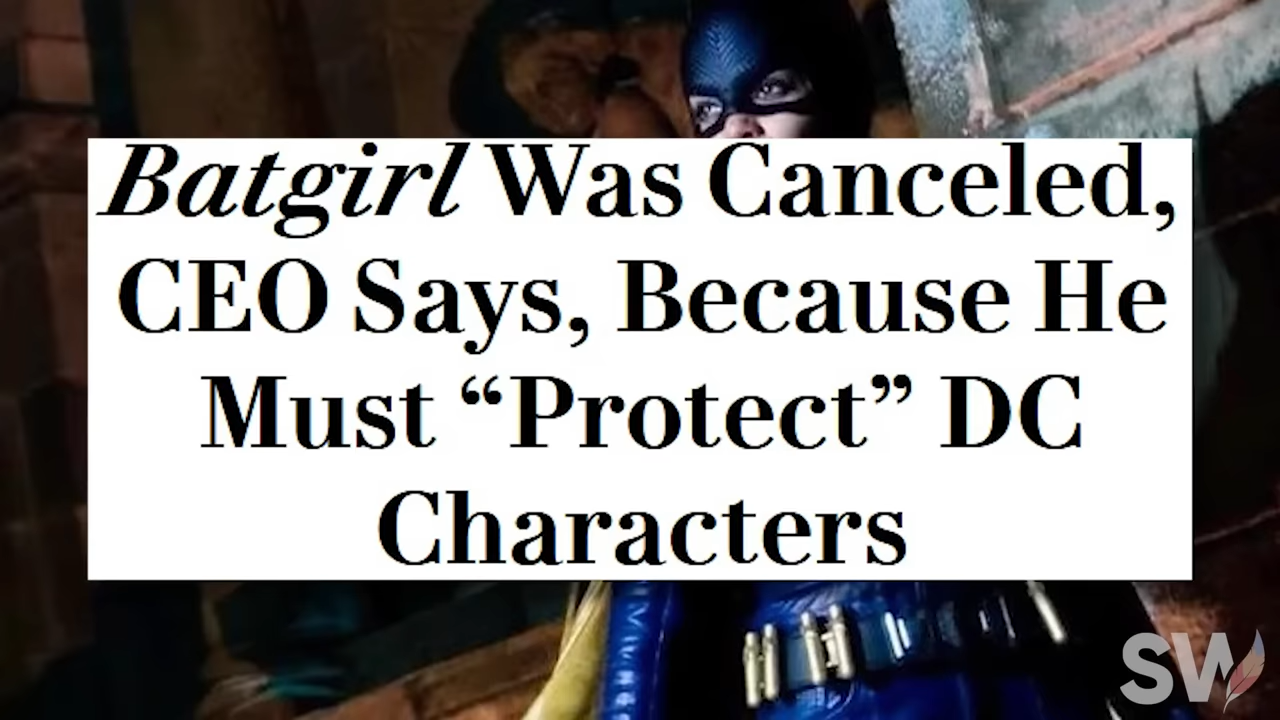 Batgirl Was Canceled,
CEO Says, Because He
Must “Protect” DC
Characters
SW